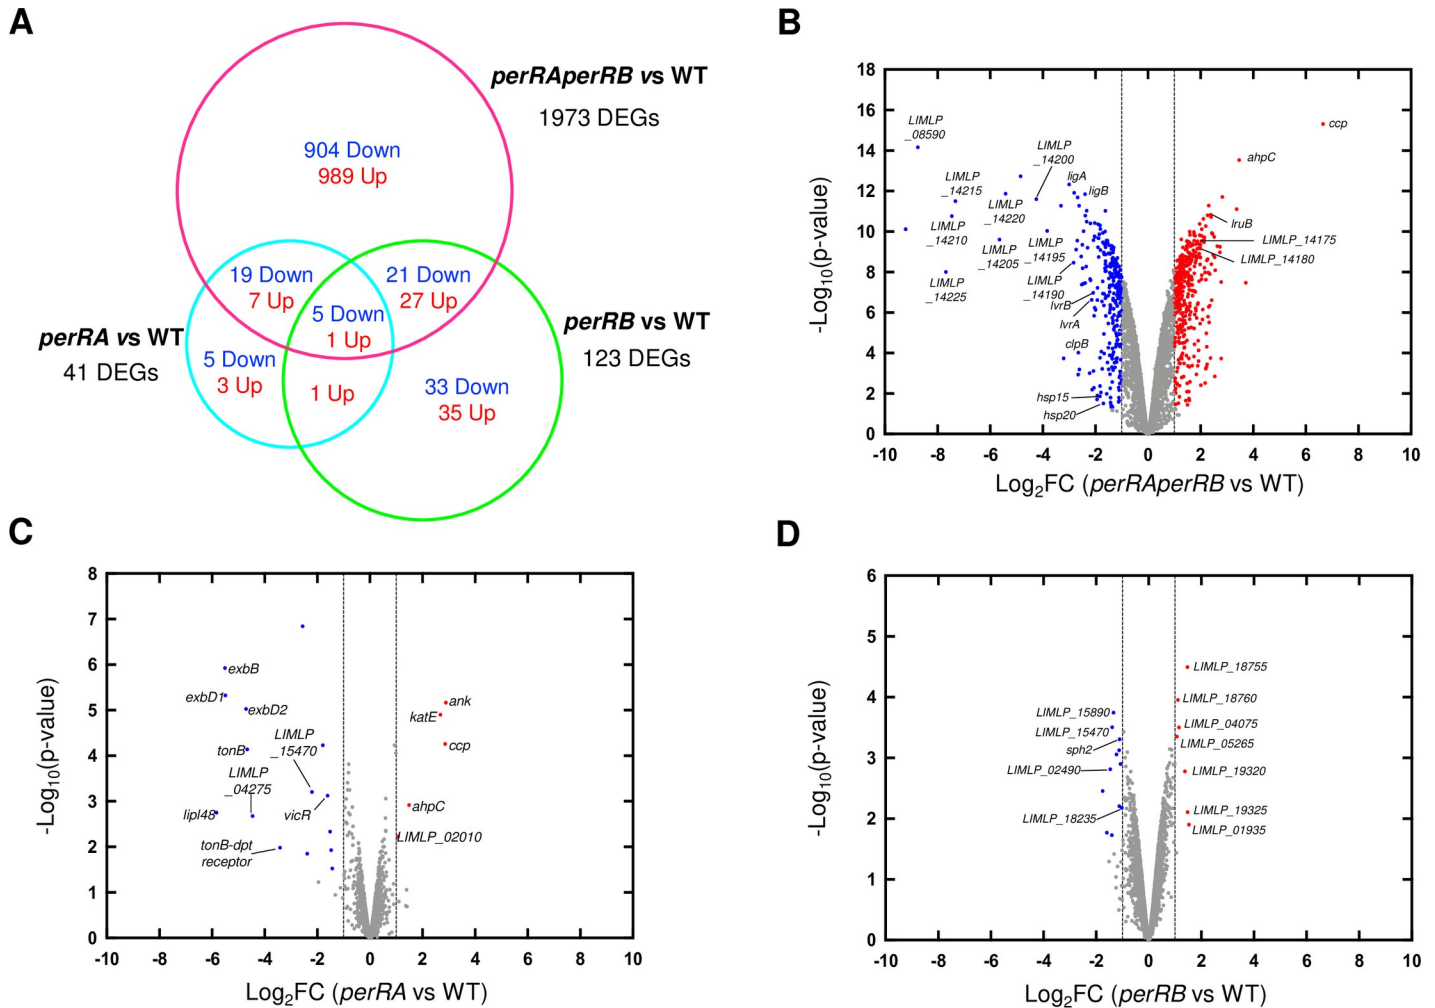 A
perRAperRB vs WT
1973 DEGs
904 Down
989 Up
19 Down
7 Up
21 Down
27 Up
5 Down
1 Up
perRA vs WT
41 DEGs
5 Down
3 Up
1 Up
perRB vs WT
123 DEGs
33 Down
35 Up
B
18
16
14
12
10
8
6
4
2
0
-Log10(p-value)
LIMLP
_08590
LIMLP
_14215
LIMLP
_14210
LIMLP
_14225
LIMLP
_14220
LIMLP
_14205
LIMLP
_14200
LIMLP
_14195
LIMLP
_14190
ligA
ligB
lvrB
lvrA
clpB
hsp15
hsp20
ccp
ahpC
lruB
LIMLP_14175
LIMLP_14180
-10
-8
-6
-4
-2
0
2
4
6
8
10
Log2FC (perRAperRB vs WT)
C
8
7
6
5
4
3
2
1
0
-Log10(p-value)
exbB
exbD1
exbD2
tonB
LIMLP
_15470
LIMLP
_04275
lipl48
vicR
tonB-dpt
receptor
ank
katE
ccp
ahpC
LIMLP_02010
-10
-8
-6
-4
-2
0
2
4
6
8
10
Log2FC (perRA vs WT)
D
6
5
4
3
2
1
0
-Log10(p-value)
LIMLP_15890
LIMLP_15470
sph2
LIMLP_02490
LIMLP_18235
LIMLP_18755
LIMLP_18760
LIMLP_04075
LIMLP_05265
LIMLP_19320
LIMLP_19325
LIMLP_01935
-10
-8
-6
-4
-2
0
2
4
6
8
10
Log2FC (perRB vs WT)